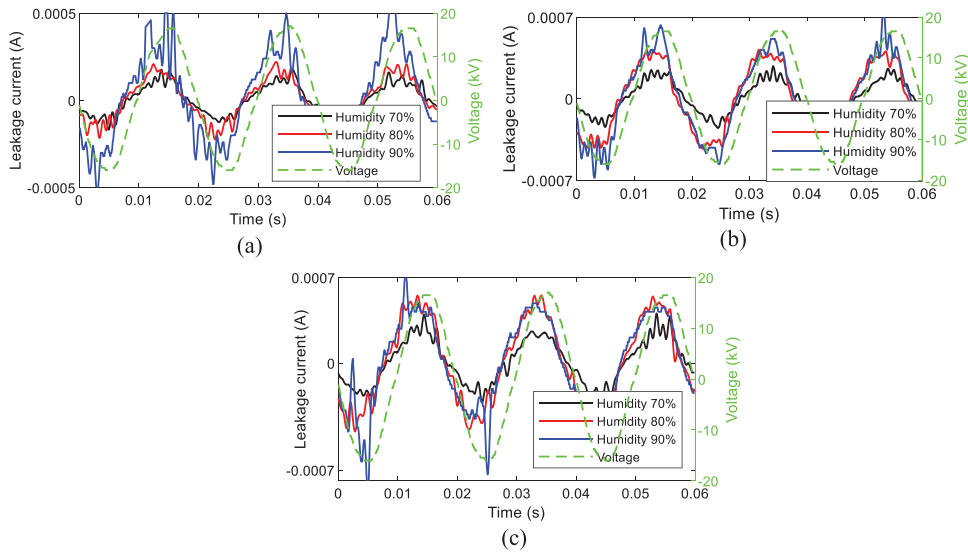 0.0005
0
-0.0005
Leakage current (A)
20
10
0
-10
-20
Voltage (kV)
Humidity 70%
Humidity 80%
Humidity 90%
Voltage
0 0.01 0.02 0.03 0.04 0.05 0.06
Time (s)
(a)
0.0007
0
-0.0007
Leakage current (A)
20
10
0
-10
-20
Voltage (kV)
Humidity 70%
Humidity 80%
Humidity 90%
Voltage
0 0.01 0.02 0.03 0.04 0.05 0.06
Time (s)
(b)
0.0007
0
-0.0007
Leakage current (A)
20
10
0
-10
-20
Voltage (kV)
Humidity 70%
Humidity 80%
Humidity 90%
Voltage
0 0.01 0.02 0.03 0.04 0.05 0.06
Time (s)
(c)